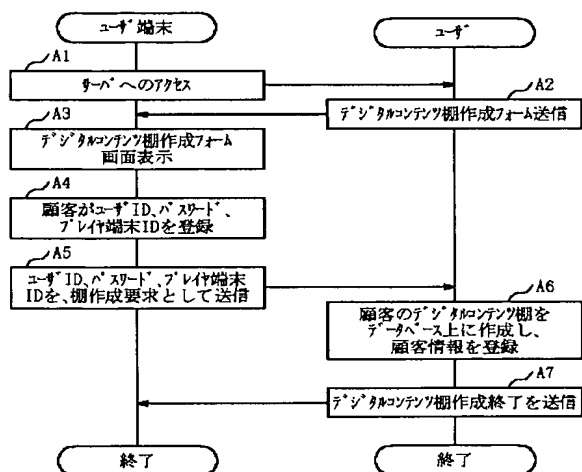 ユーザ端末
ユーザ
A1
サーバへのアクセス
A2
デジタルコンテンツ棚作成フォーム送信
A3
デジタルコンテンツ棚作成フォーム
画面表示
A4
顧客がユーザID、パスワード、
プレイヤ端末IDを登録
A5
ユーザID、パスワード、プレイヤ端末
IDを、棚作成要求として送信
A6
顧客のデジタルコンテンツ棚を
データベース上に作成し、
顧客情報を登録
A7
デジタルコンテンツ棚作成終了を送信
終了
終了